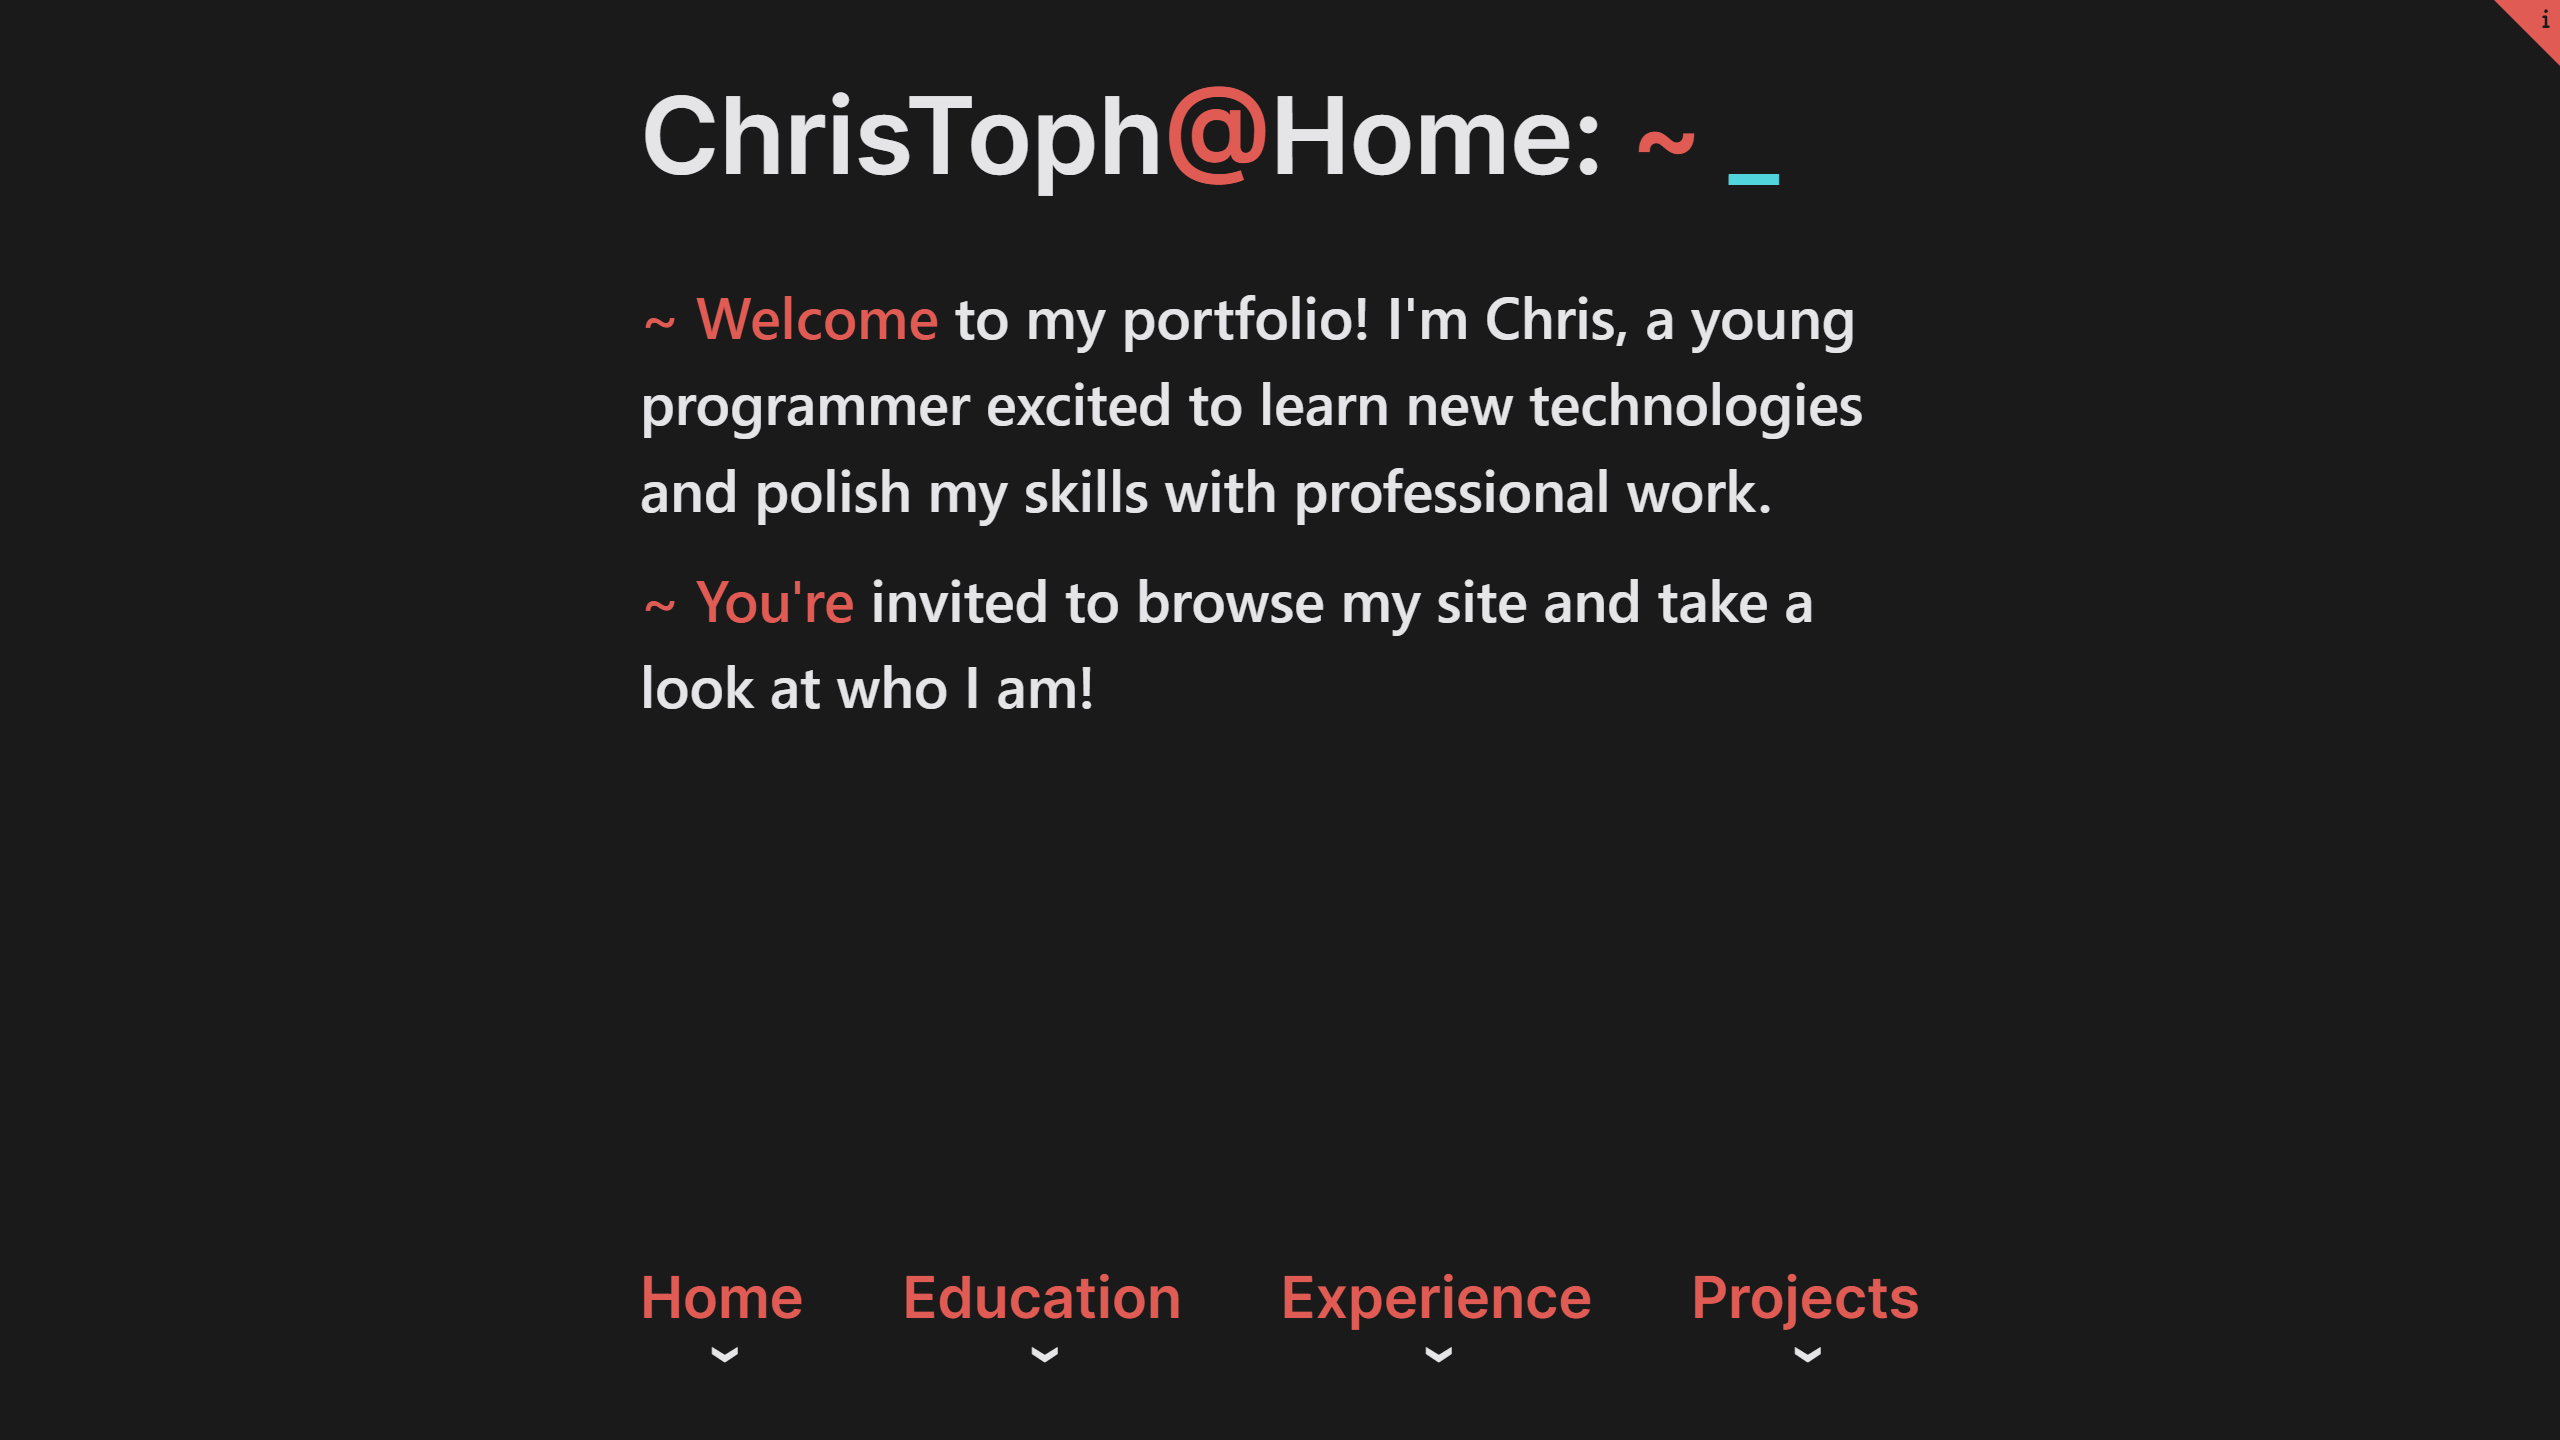 i
ChrisToph@Home: ~ _
~ Welcome to my portfolio! I'm Chris, a young
programmer excited to learn new technologies
and polish my skills with professional work.
~ You're invited to browse my site and take a
look at who I am!
Home Education Experience Projects